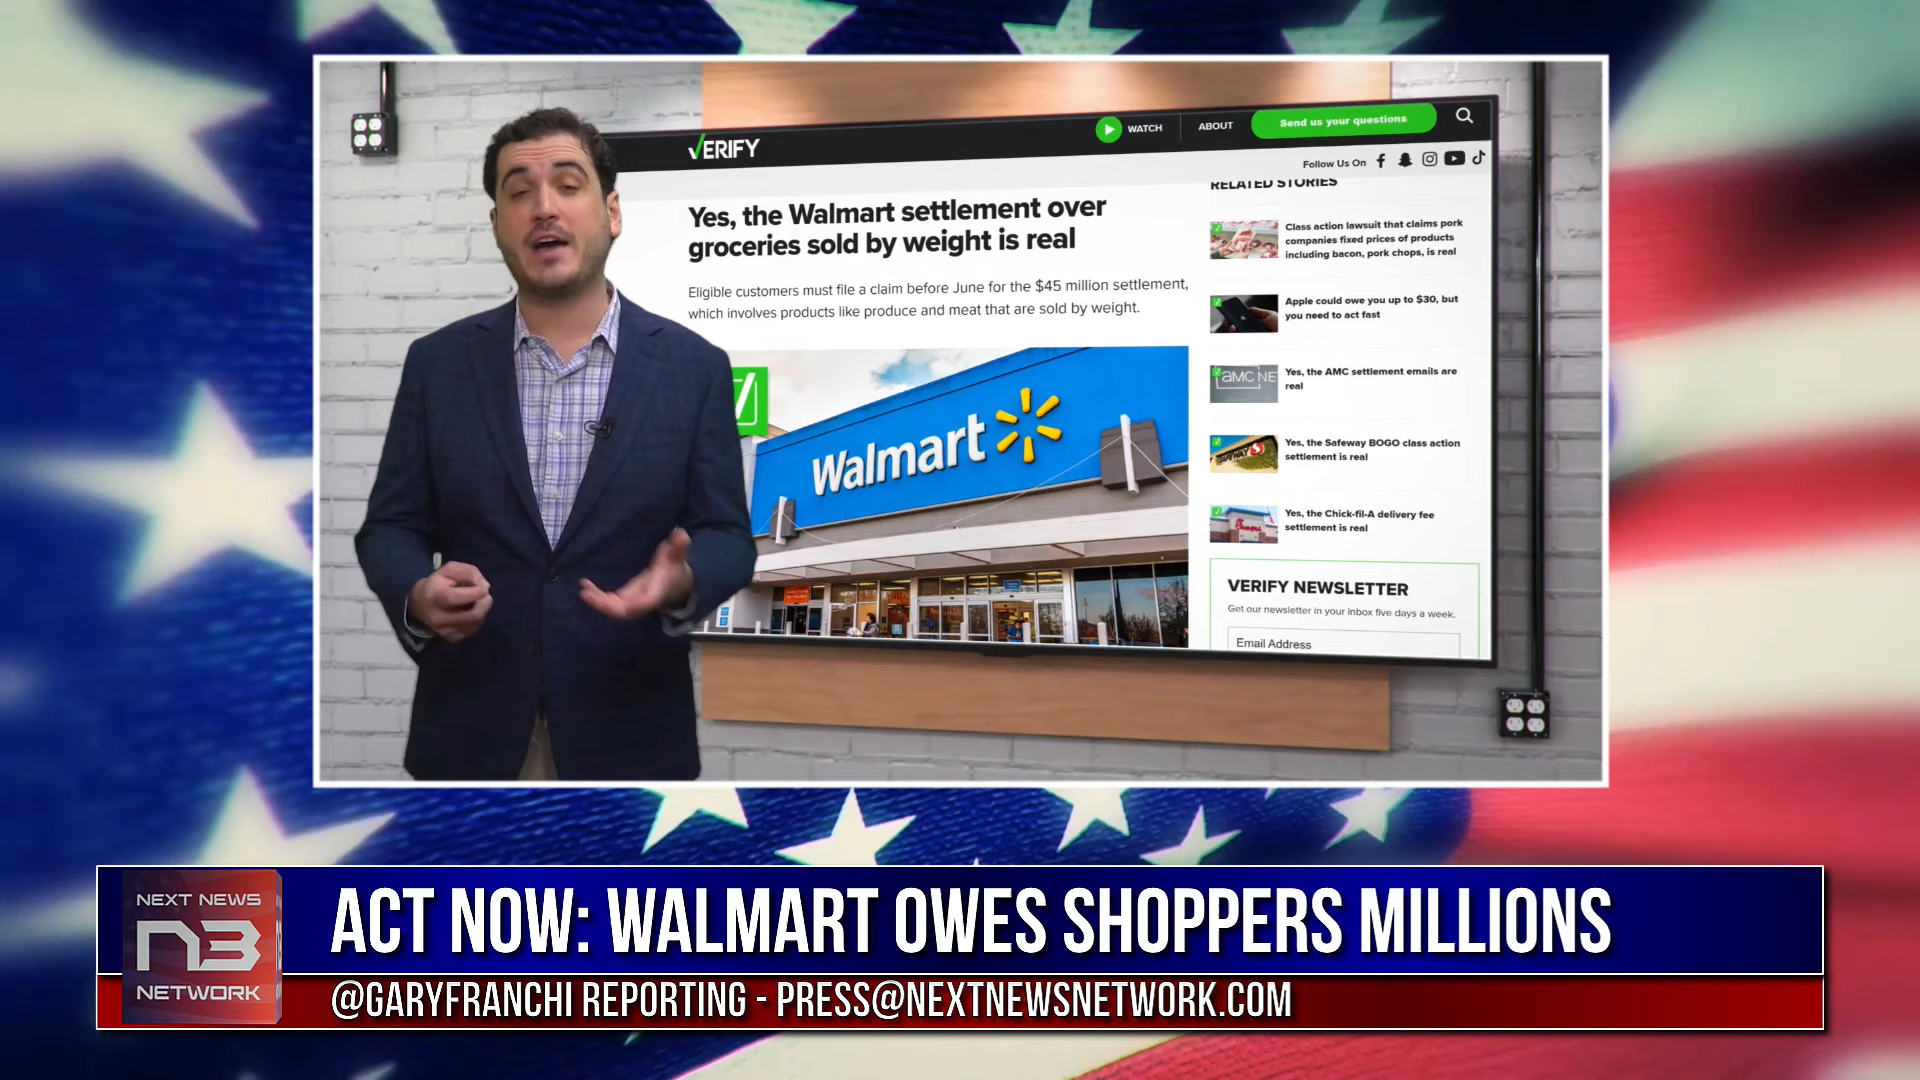 VERIFY
WATCH
ABOUT
Send us your questions
Follow Us On
Yes, the Walmart settlement over
groceries sold by weight is real
Eligible customers must file a claim before June for the $45 million settlement,
which involves products like produce and meat that are sold by weight.
Walmart
RELATED STORIES
Class action lawsuit that claims pork
companies fixed prices of products
including bacon, pork chops, is real
Apple could owe you up to $30, but
you need to act fast
aMC NE
Yes, the AMC settlement emails are
real
Yes, the Safeway BOGO class action
settlement is real
Yes, the Chick-fil-A delivery fee
settlement is real
VERIFY NEWSLETTER
Get our newsletter in your inbox five days a week.
Email Address
NEXT NEWS
N3
NETWORK
ACT NOW: WALMART OWES SHOPPERS MILLIONS
@GARYFRANCHI REPORTING - PRESS@NEXTNEWSNETWORK.COM